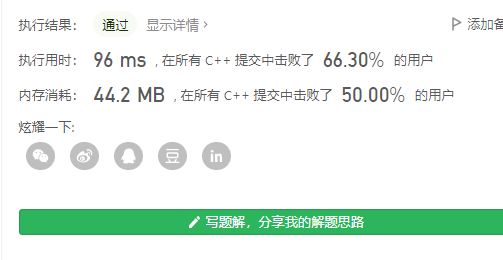 执行结果： 通过 显示详情 › 添加备
执行用时： 96 ms , 在所有 C++ 提交中击败了 66.30% 的用户
内存消耗： 44.2 MB , 在所有 C++ 提交中击败了 50.00% 的用户
炫耀一下:
豆 in
写题解，分享我的解题思路